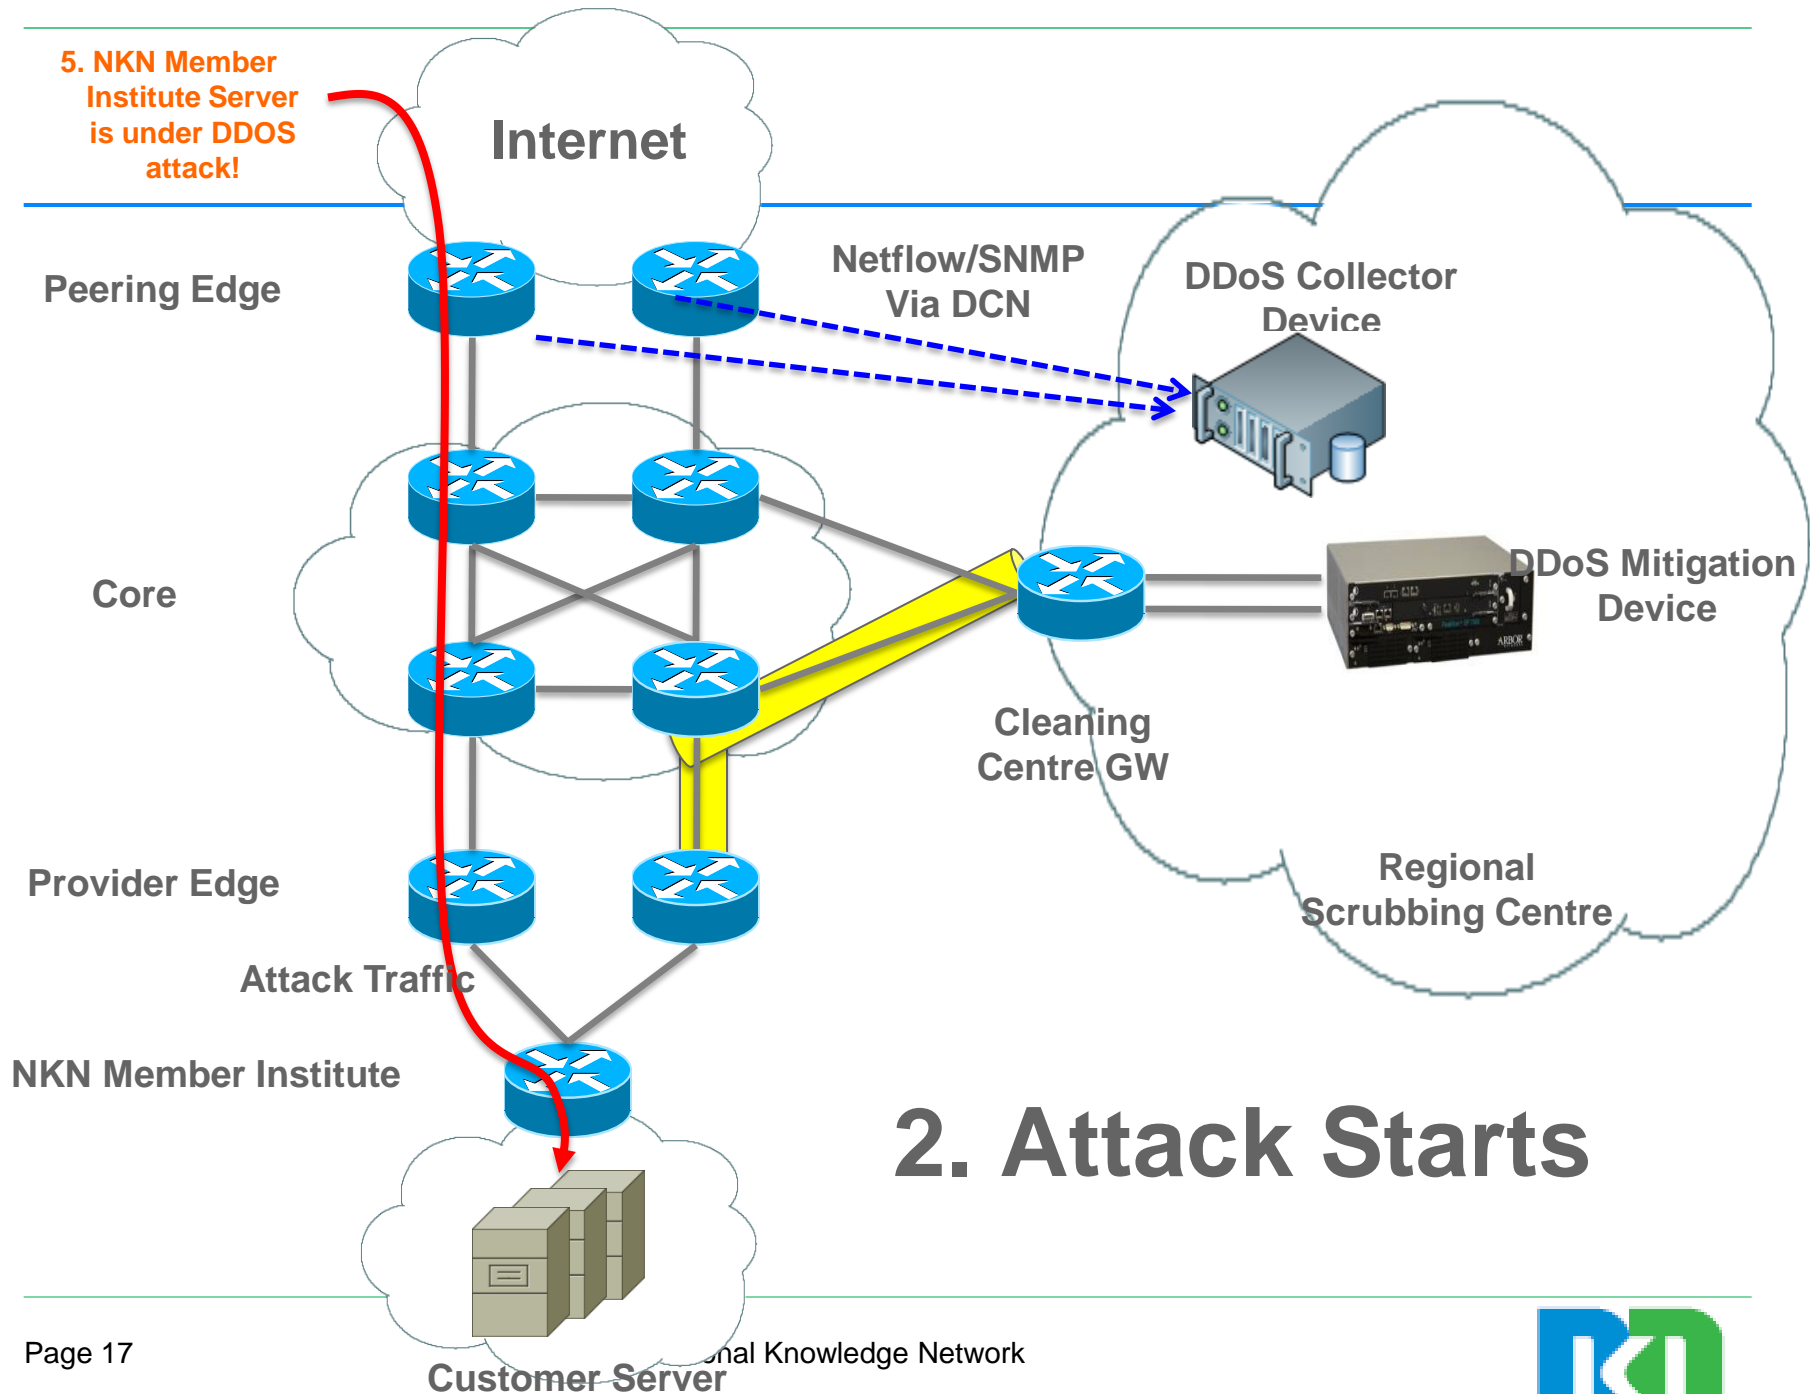 5. NKN Member
Institute Server
is under DDOS
attack!
Internet
Peering Edge
Netflow/SNMP
Via DCN
DDoS Collector
Device
Core
DDoS Mitigation
Device
ARBOR
Cleaning
Centre GW
Provider Edge
Regional
Scrubbing Centre
Attack Traffic
NKN Member Institute
2. Attack Starts
Page 17
nal Knowledge Network
Customer Server